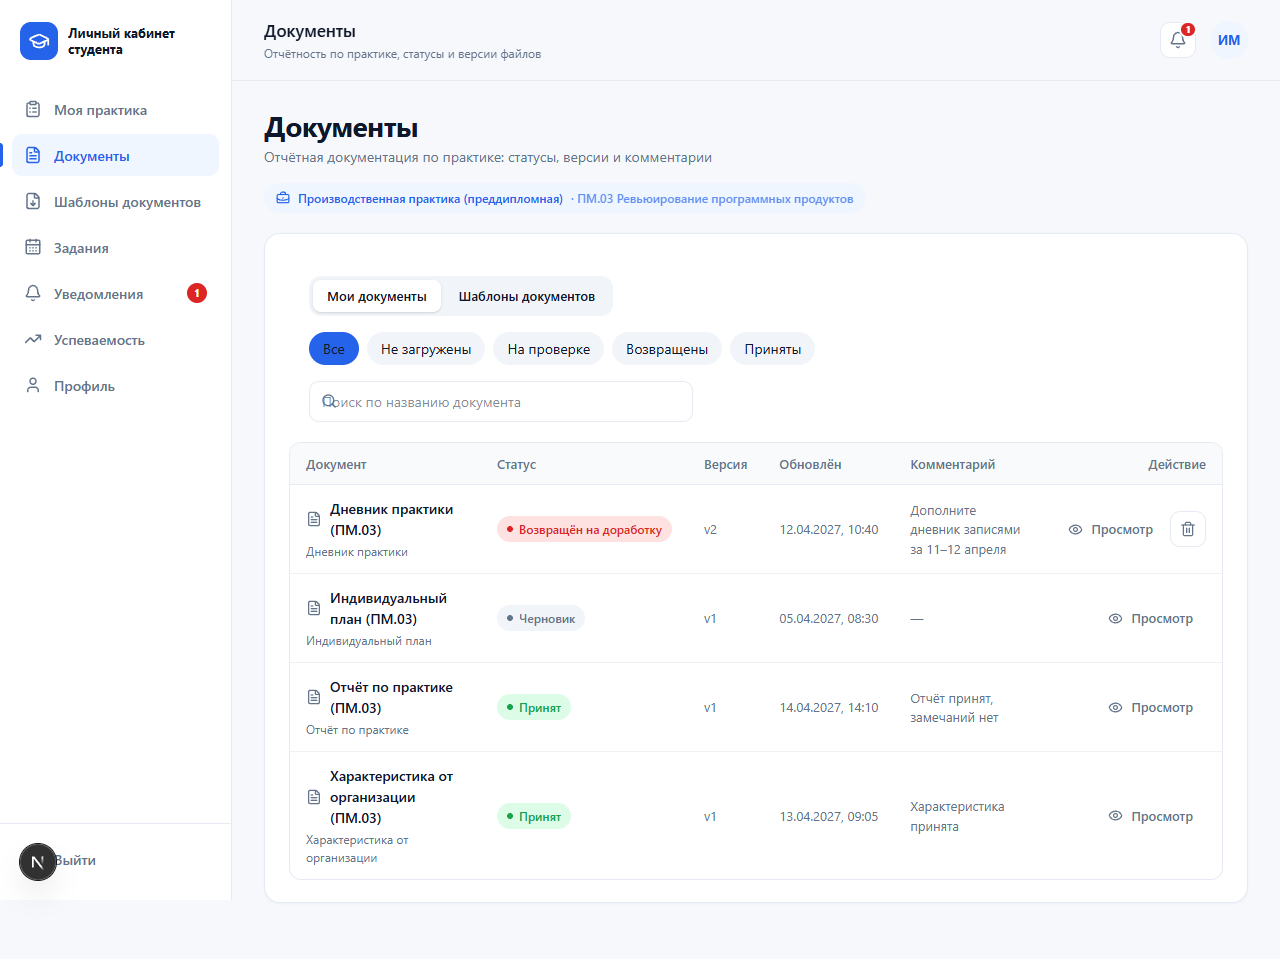 Личный кабинет
студента
Моя практика
Документы
Шаблоны документов
Задания
Уведомления
1
Успеваемость
Профиль
N
Выйти
Документы
Отчётность по практике, статусы и версии файлов
1
ИМ
Документы
Отчётная документация по практике: статусы, версии и комментарии
Производственная практика (преддипломная) · ПМ.03 Ревьюирование программных продуктов
Мои документы
Шаблоны документов
Все
Не загружены
На проверке
Возвращены
Приняты
Поиск по названию документа
Документ Статус Версия Обновлён Комментарий Действие
Дневник практики
(ПМ.03)
Дневник практики
Возвращён на доработку
v2
12.04.2027, 10:40
Дополните
дневник записями
за 11–12 апреля
Просмотр
Индивидуальный
план (ПМ.03)
Индивидуальный план
Черновик
v1
05.04.2027, 08:30
—
Просмотр
Отчёт по практике
(ПМ.03)
Отчёт по практике
Принят
v1
14.04.2027, 14:10
Отчёт принят,
замечаний нет
Просмотр
Характеристика от
организации
(ПМ.03)
Характеристика от
организации
Принят
v1
13.04.2027, 09:05
Характеристика
принята
Просмотр